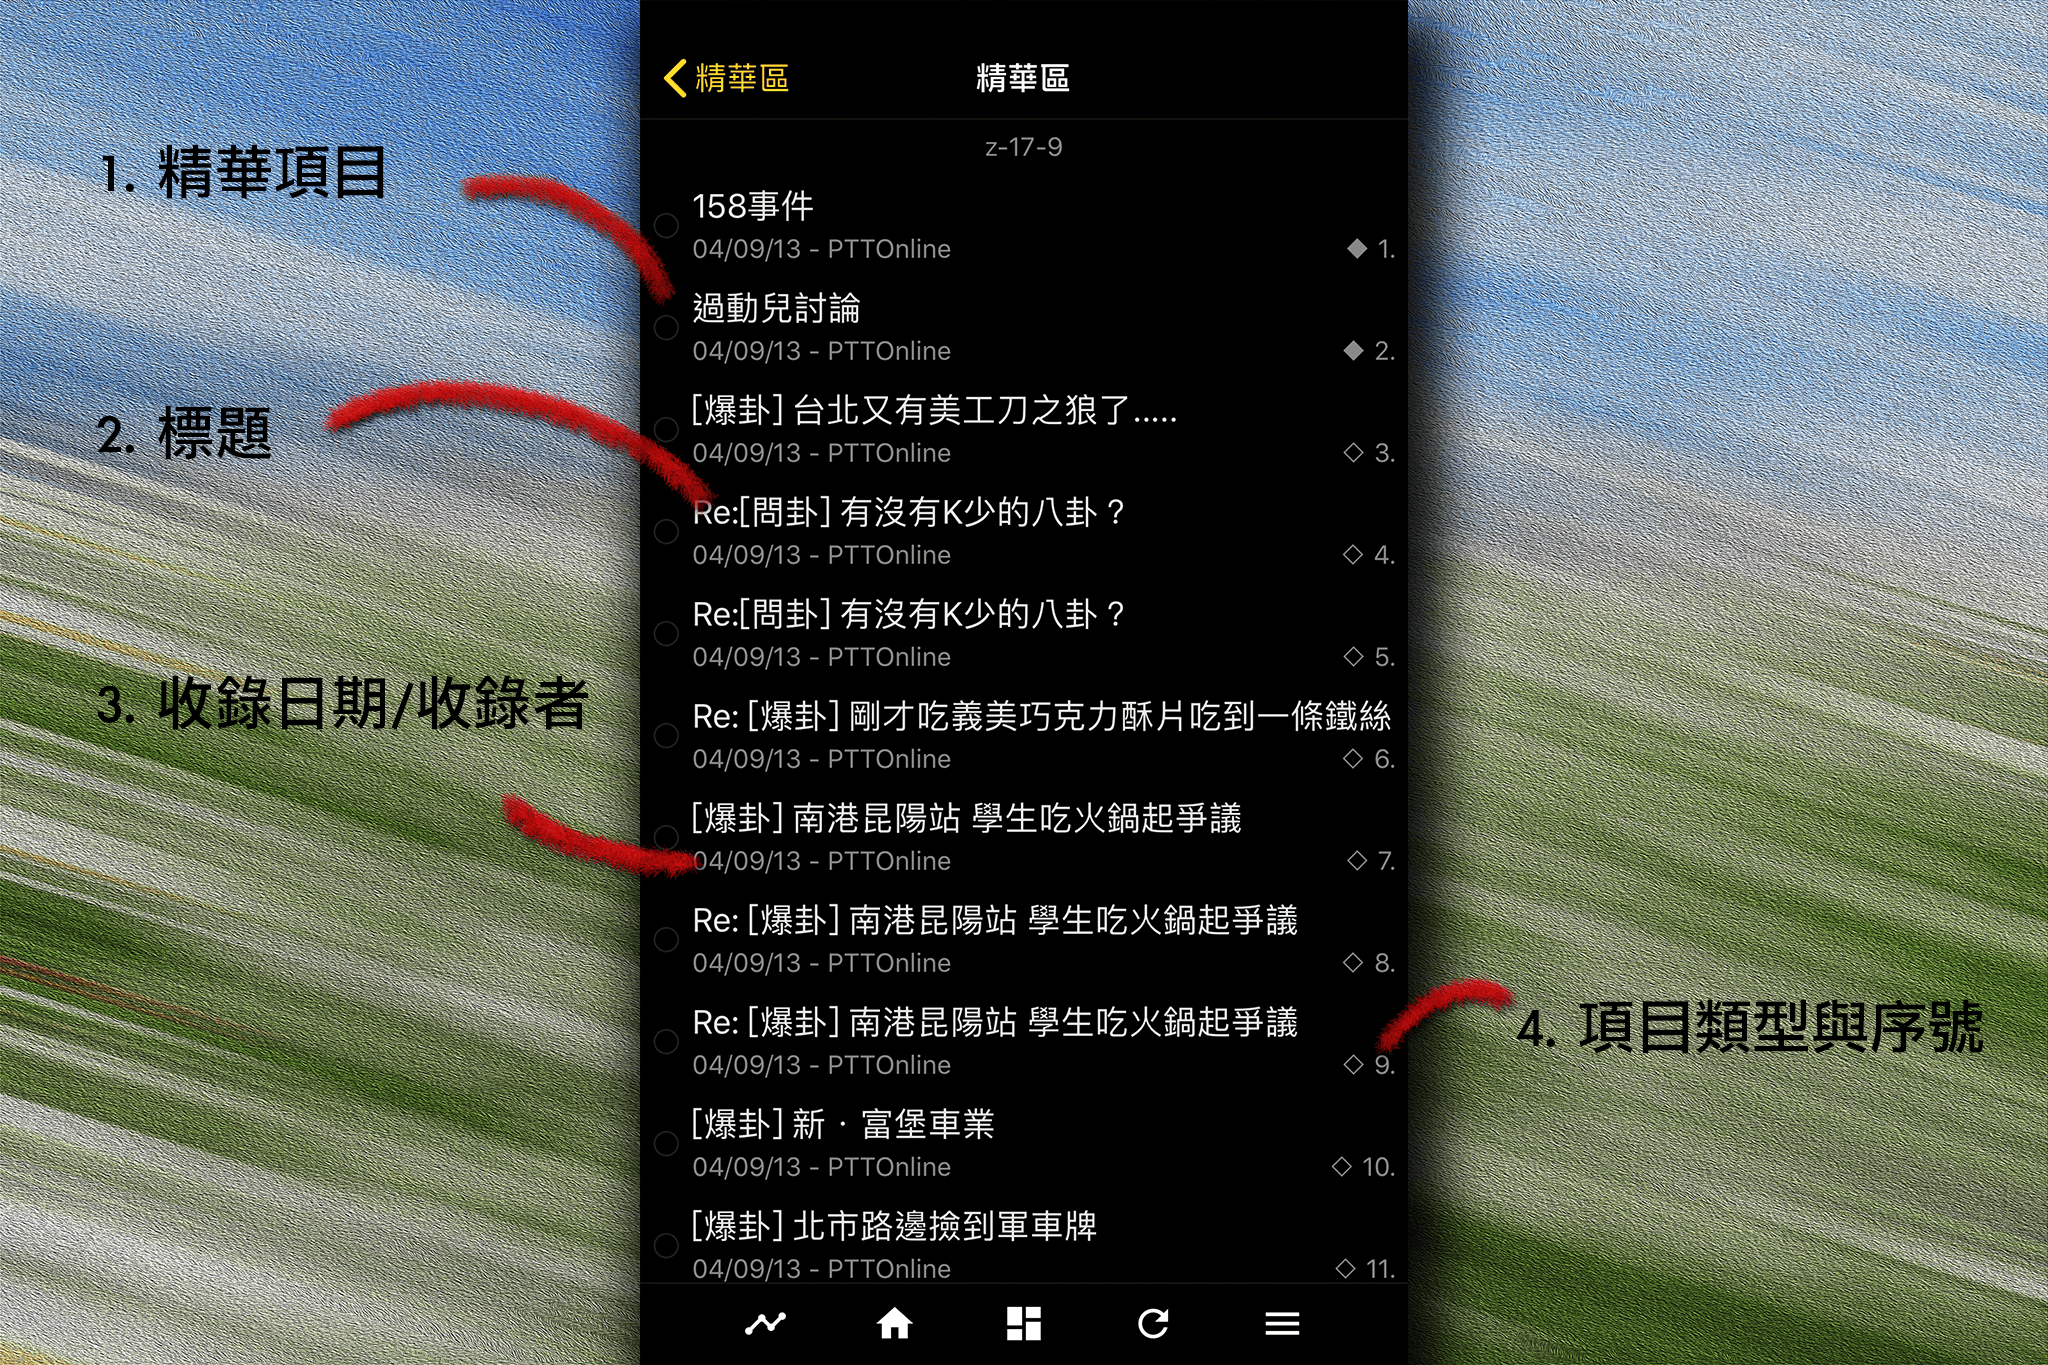 精華區
精華區
z-17-9
1. 精華項目
158事件
04/09/13 - PTTOnline
◆ 1.
過動兒討論
04/09/13 - PTTOnline
◆ 2.
2. 標題
[爆卦] 台北又有美工刀之狼了.....
04/09/13 - PTTOnline
◇ 3.
Re:[問卦] 有沒有K少的八卦？
04/09/13 - PTTOnline
◇ 4.
Re:[問卦] 有沒有K少的八卦？
04/09/13 - PTTOnline
◇ 5.
3. 收錄日期/收錄者
Re: [爆卦] 剛才吃義美巧克力酥片吃到一條鐵絲
04/09/13 - PTTOnline
◇ 6.
[爆卦] 南港昆陽站 學生吃火鍋起爭議
04/09/13 - PTTOnline
◇ 7.
Re: [爆卦] 南港昆陽站 學生吃火鍋起爭議
04/09/13 - PTTOnline
◇ 8.
Re: [爆卦] 南港昆陽站 學生吃火鍋起爭議
04/09/13 - PTTOnline
◇ 9.
4. 項目類型與序號
[爆卦] 新‧富堡車業
04/09/13 - PTTOnline
◇ 10.
[爆卦] 北市路邊撿到軍車牌
04/09/13 - PTTOnline
◇ 11.